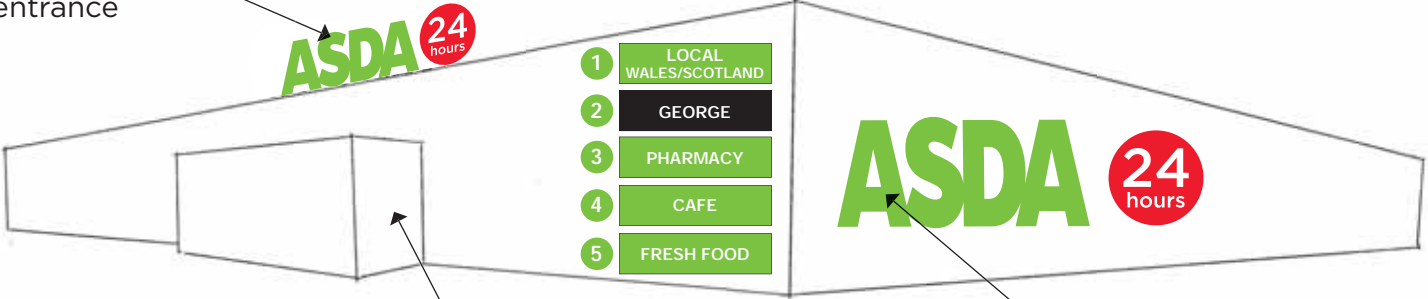 entrance
ASDA
24
hours
1
LOCAL
WALES/SCOTLAND
2
GEORGE
3
PHARMACY
4
CAFE
5
FRESH FOOD
ASDA
24
hours